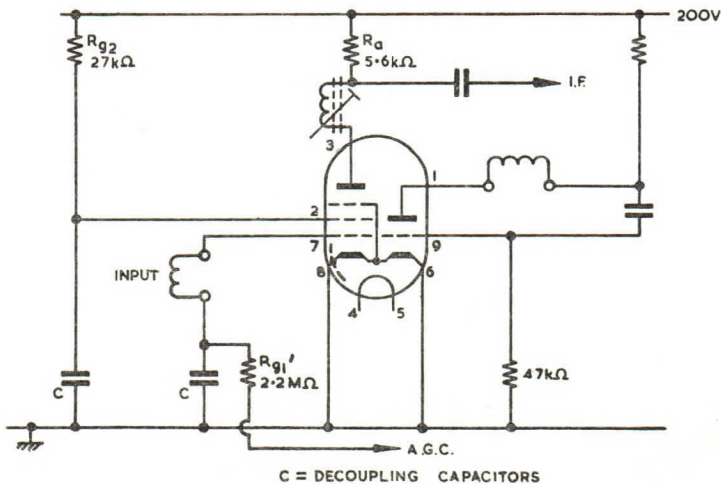 200V
Rg2
27kΩ
Ra
5·6kΩ
I.F.
3
1
2
7
9
8
6
4
5
INPUT
C
C
Rg1'
2·2MΩ
47kΩ
A.G.C.
C = DECOUPLING CAPACITORS